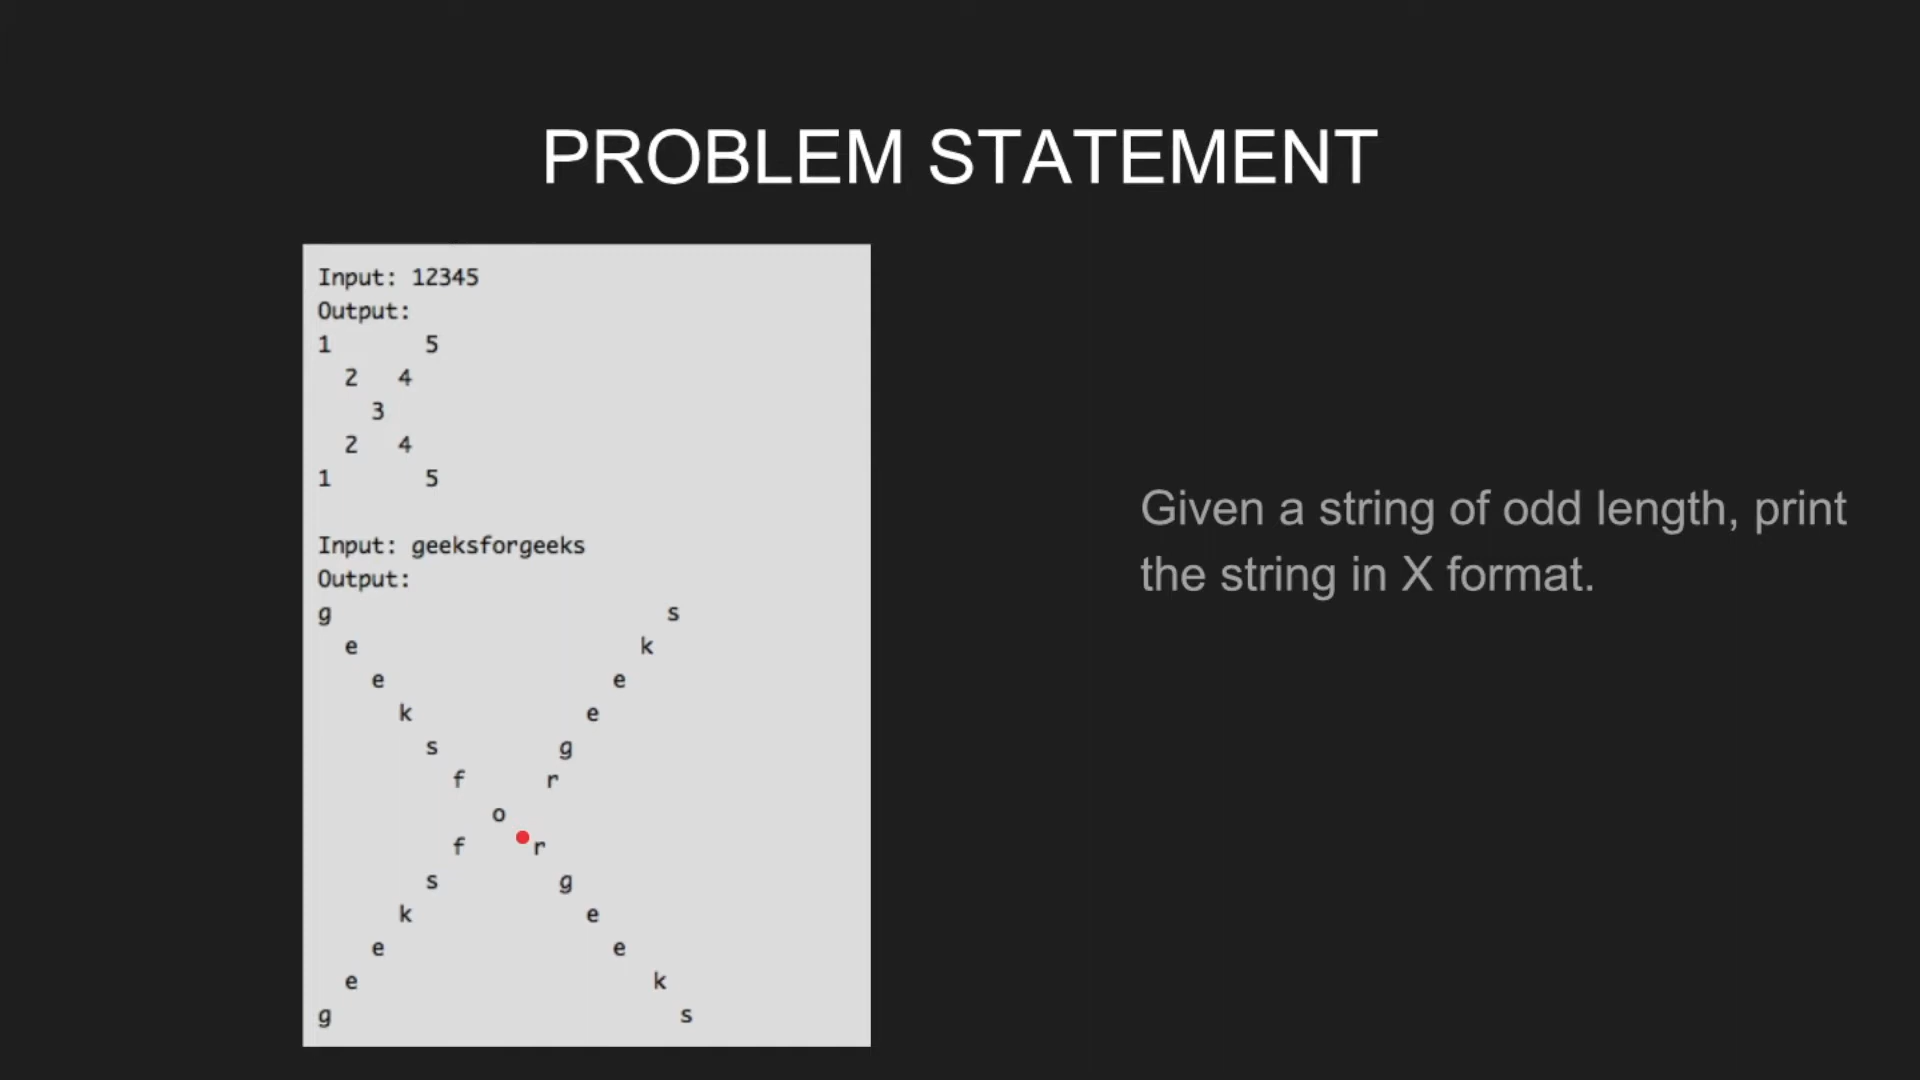 PROBLEM STATEMENT
Input: 12345
Output:
1       5
  2   4
    3
  2   4
1       5
Input: geeksforgeeks
Output:
g                         s
  e                     k
    e                 e
      k             e
        s         g
          f      r
             o
          f     r
        s         g
      k             e
    e                 e
  e                      k
g                          s
Given a string of odd length, print
the string in X format.